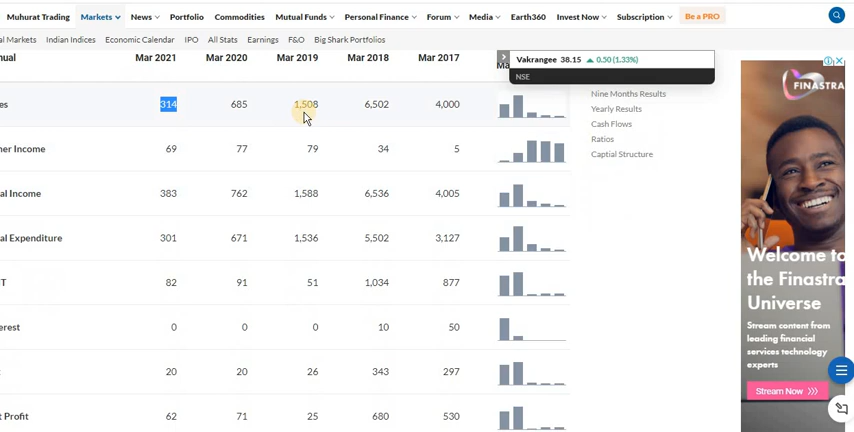 Muhurat Trading Markets News Portfolio Commodities Mutual Funds Personal Finance Forum Media Earth360 Invest Now Subscription Be a PRO
al Markets Indian Indices Economic Calendar IPO All Stats Earnings F&O Big Shark Portfolios
nual Mar 2021 Mar 2020 Mar 2019 Mar 2018 Mar 2017
Vakrangee 38.15 0.50 (1.33%)
NSE
es 314 685 1,508 6,502 4,000
er Income 69 77 79 34 5
al Income 383 762 1,588 6,536 4,005
al Expenditure 301 671 1,536 5,502 3,127
T 82 91 51 1,034 877
erest 0 0 0 10 50
20 20 26 343 297
t Profit 62 71 25 680 530
Nine Months Results
Yearly Results
Cash Flows
Ratios
Captial Structure
FINASTRA
Welcome to
the Finastra
Universe
Stream content from
leading financial
services technology
experts
Stream Now